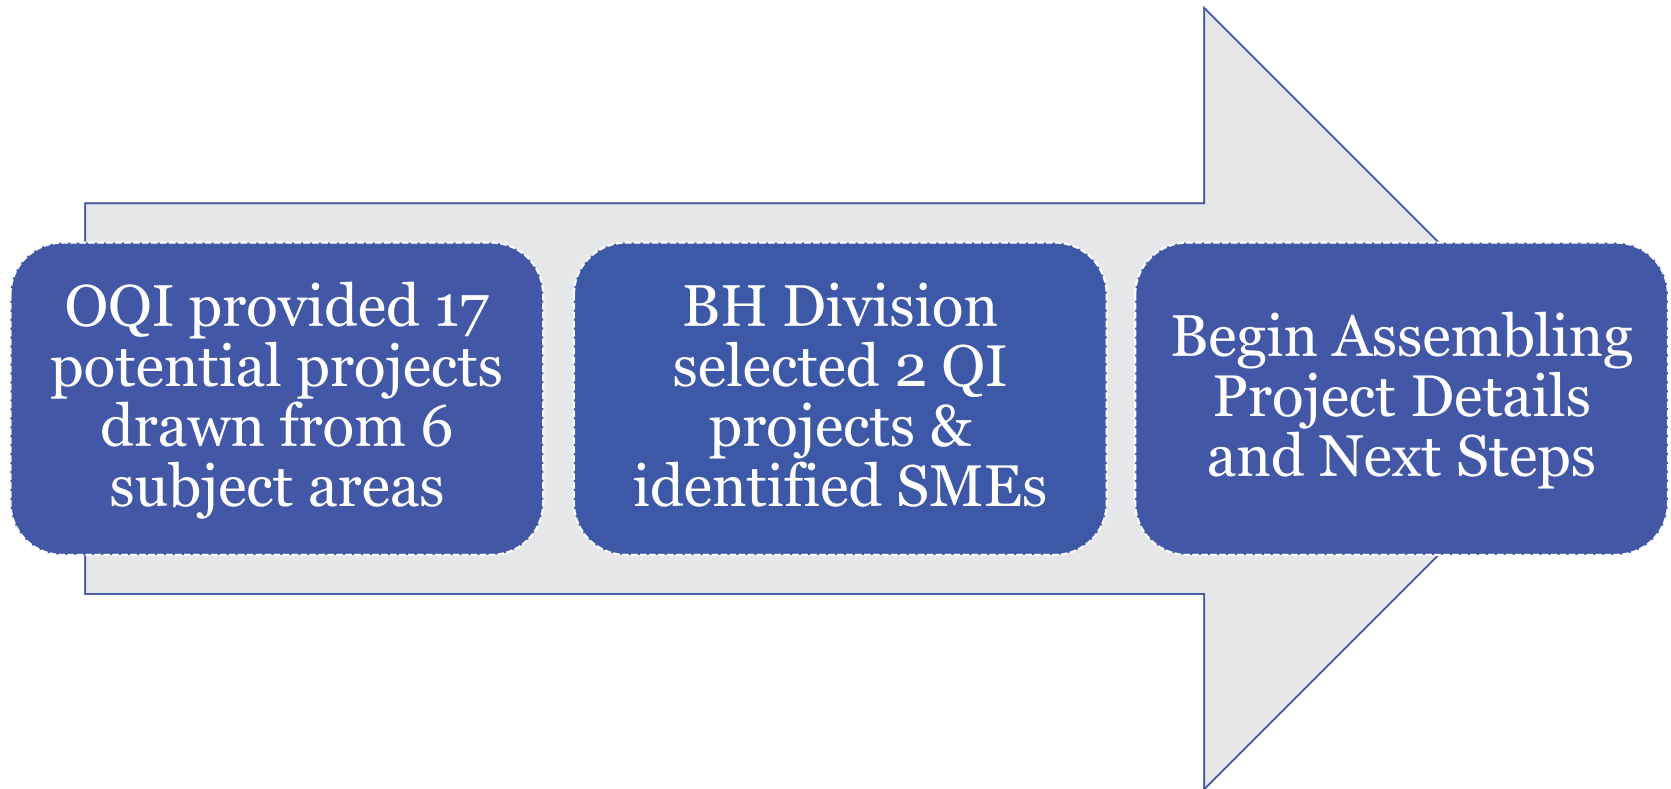 OQI provided 17
potential projects
drawn from 6
subject areas
BH Division
selected 2 QI
projects &
identified SMEs
Begin Assembling
Project Details
and Next Steps